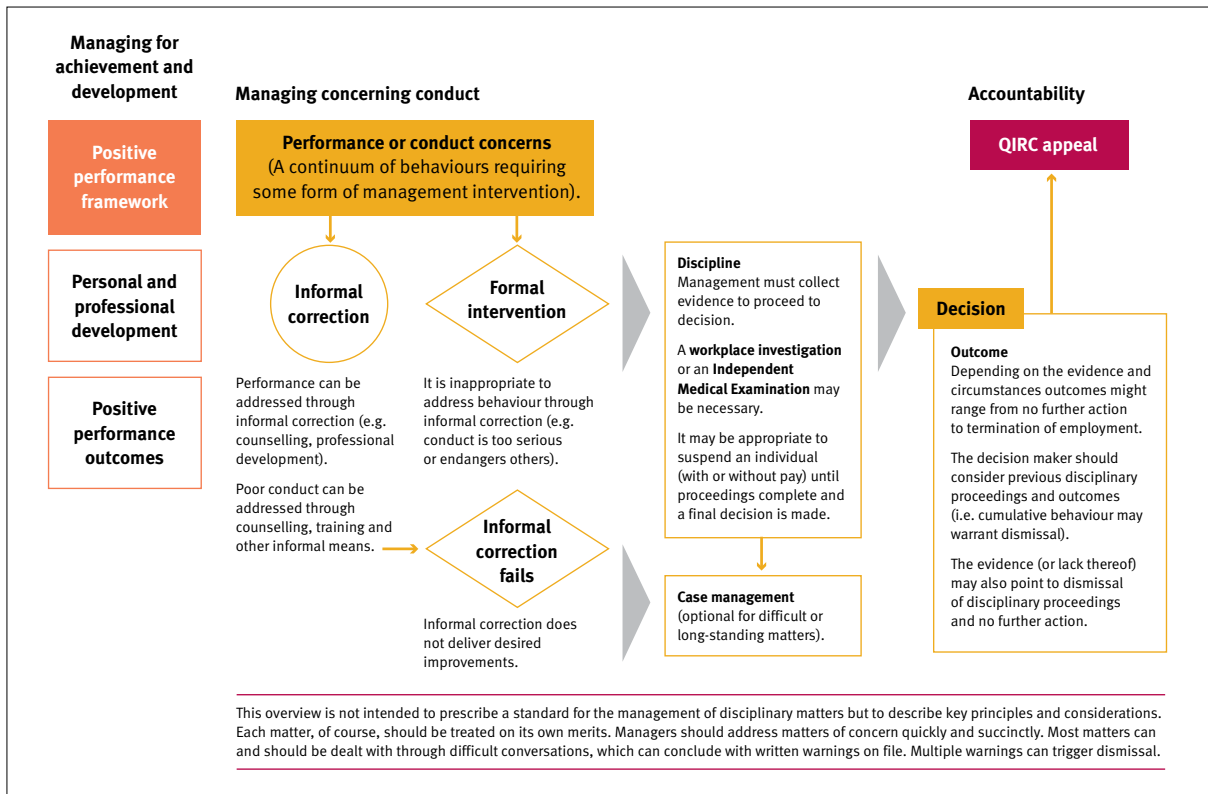 Managing for
achievement and
development
Positive
performance
framework
Personal and
professional
development
Positive
performance
outcomes
Managing concerning conduct
Performance or conduct concerns
(A continuum of behaviours requiring
some form of management intervention).
Informal
correction
Performance can be
addressed through
informal correction (e.g.
counselling, professional
development).
Poor conduct can be
addressed through
counselling, training and
other informal means.
Formal
intervention
It is inappropriate to
address behaviour through
informal correction (e.g.
conduct is too serious
or endangers others).
Informal
correction
fails
Informal correction does
not deliver desired
improvements.
Discipline
Management must collect
evidence to proceed to
decision.
A workplace investigation
or an Independent
Medical Examination may
be necessary.
It may be appropriate to
suspend an individual
(with or without pay) until
proceedings complete and
a final decision is made.
Case management
(optional for difficult or
long-standing matters).
Accountability
QIRC appeal
Decision
Outcome
Depending on the evidence and
circumstances outcomes might
range from no further action
to termination of employment.
The decision maker should
consider previous disciplinary
proceedings and outcomes
(i.e. cumulative behaviour may
warrant dismissal).
The evidence (or lack thereof)
may also point to dismissal
of disciplinary proceedings
and no further action.
This overview is not intended to prescribe a standard for the management of disciplinary matters but to describe key principles and considerations.
Each matter, of course, should be treated on its own merits. Managers should address matters of concern quickly and succinctly. Most matters can
and should be dealt with through difficult conversations, which can conclude with written warnings on file. Multiple warnings can trigger dismissal.